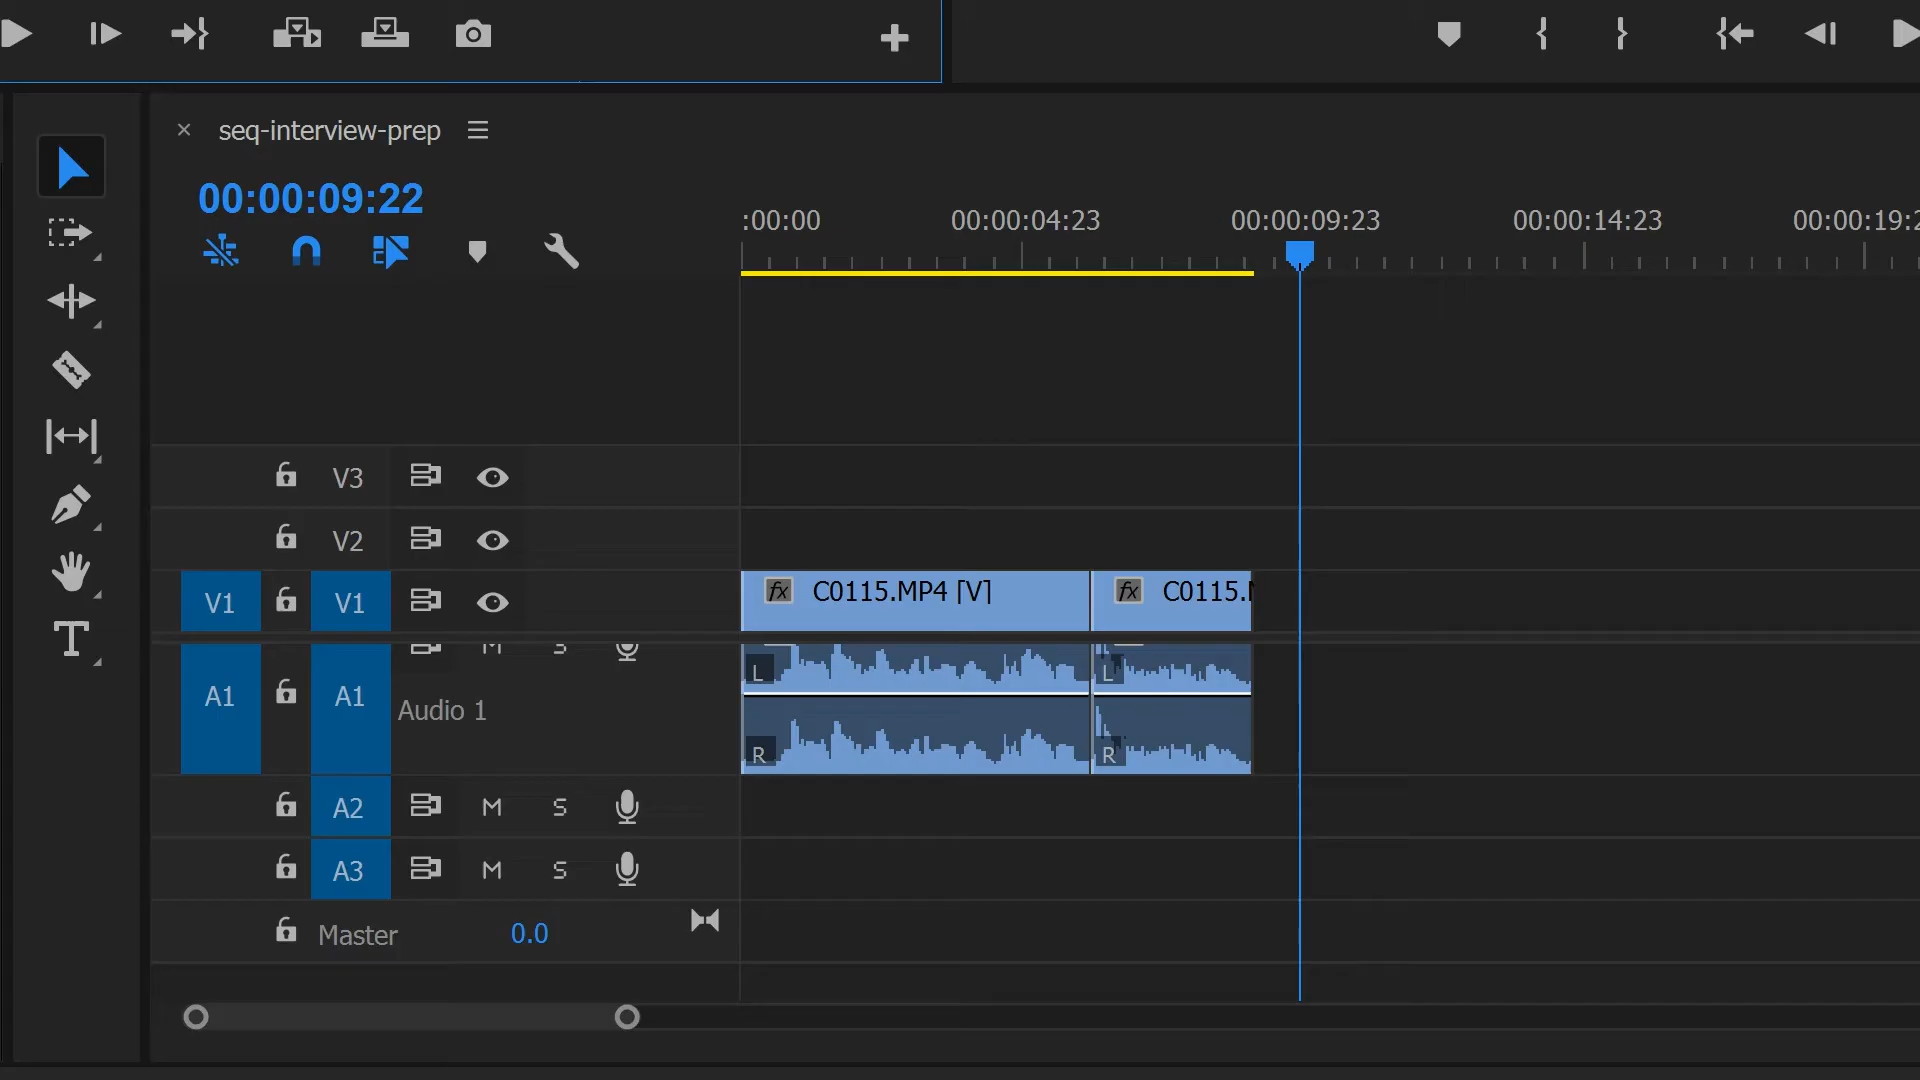 seq-interview-prep
00:00:09:22
:00:00 00:00:04:23 00:00:09:23 00:00:14:23 00:00:19:2
V3
V2
V1 V1 fx C0115.MP4 [V] fx C0115.
M S
L L
A1 A1 Audio 1
R R
A2 M S
A3 M S
Master 0.0